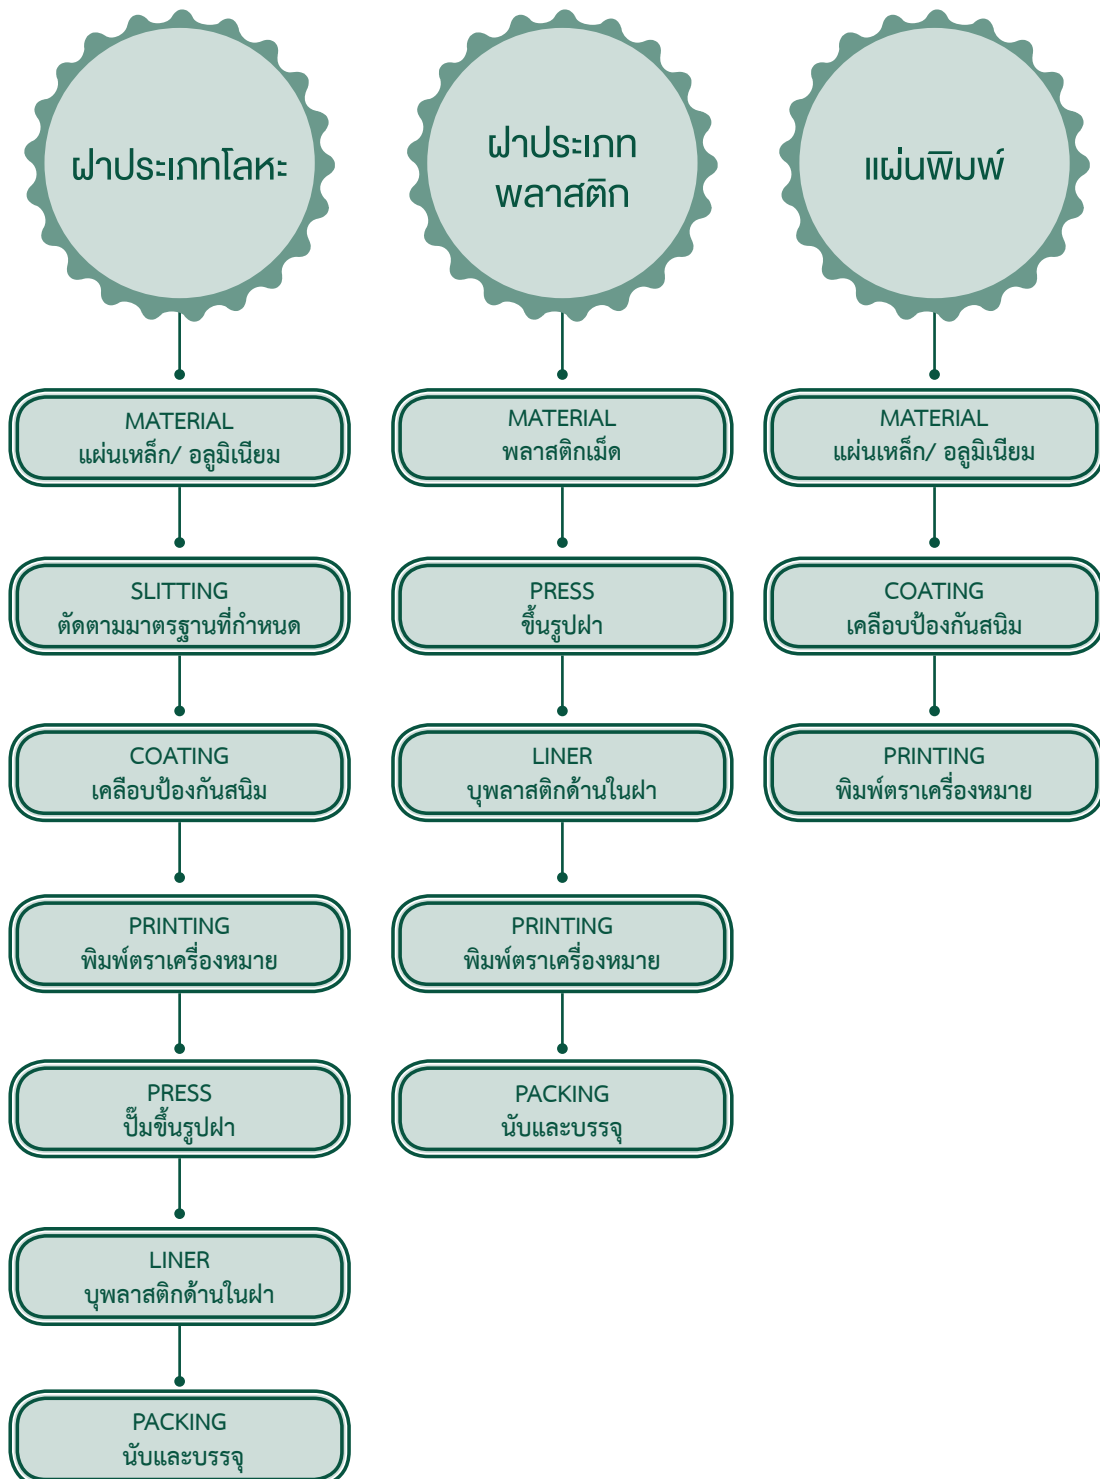 ฝาประเภทโลหะ
MATERIAL
แผ่นเหล็ก/ อลูมิเนียม
SLITTING
ตัดตามมาตรฐานที่กำหนด
COATING
เคลือบป้องกันสนิม
PRINTING
พิมพ์ตราเครื่องหมาย
PRESS
ปั๊มขึ้นรูปฝา
LINER
บุพลาสติกด้านในฝา
PACKING
นับและบรรจุ
ฝาประเภท
พลาสติก
MATERIAL
พลาสติกเม็ด
PRESS
ขึ้นรูปฝา
LINER
บุพลาสติกด้านในฝา
PRINTING
พิมพ์ตราเครื่องหมาย
PACKING
นับและบรรจุ
แผ่นพิมพ์
MATERIAL
แผ่นเหล็ก/ อลูมิเนียม
COATING
เคลือบป้องกันสนิม
PRINTING
พิมพ์ตราเครื่องหมาย